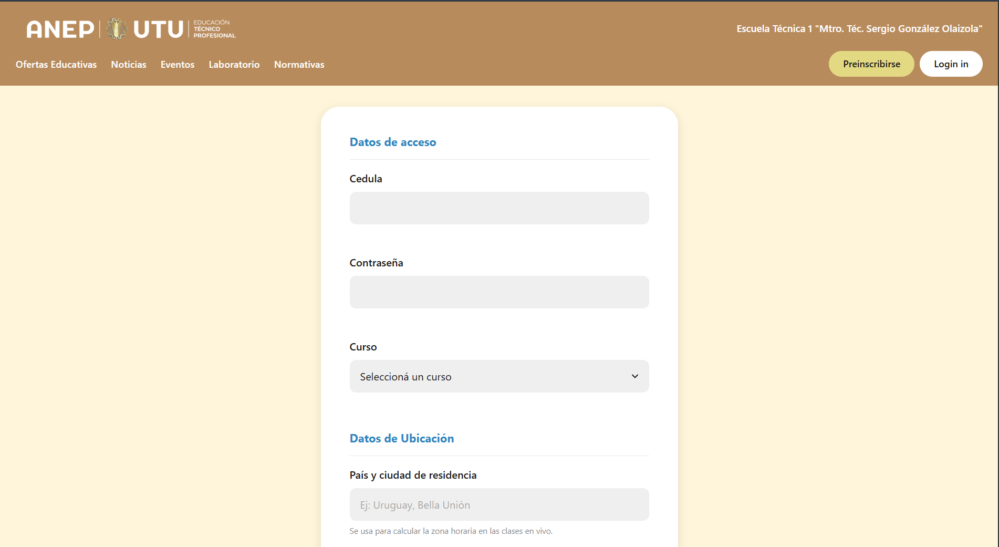 ANEP UTU EDUCACIÓN
TÉCNICO
PROFESIONAL
Escuela Técnica 1 "Mtro. Téc. Sergio González Olaizola"
Ofertas Educativas Noticias Eventos Laboratorio Normativas
Preinscribirse Login in
Datos de acceso
Cedula
Contraseña
Curso
Seleccioná un curso
Datos de Ubicación
País y ciudad de residencia
Ej: Uruguay, Bella Unión
Se usa para calcular la zona horaria en las clases en vivo.